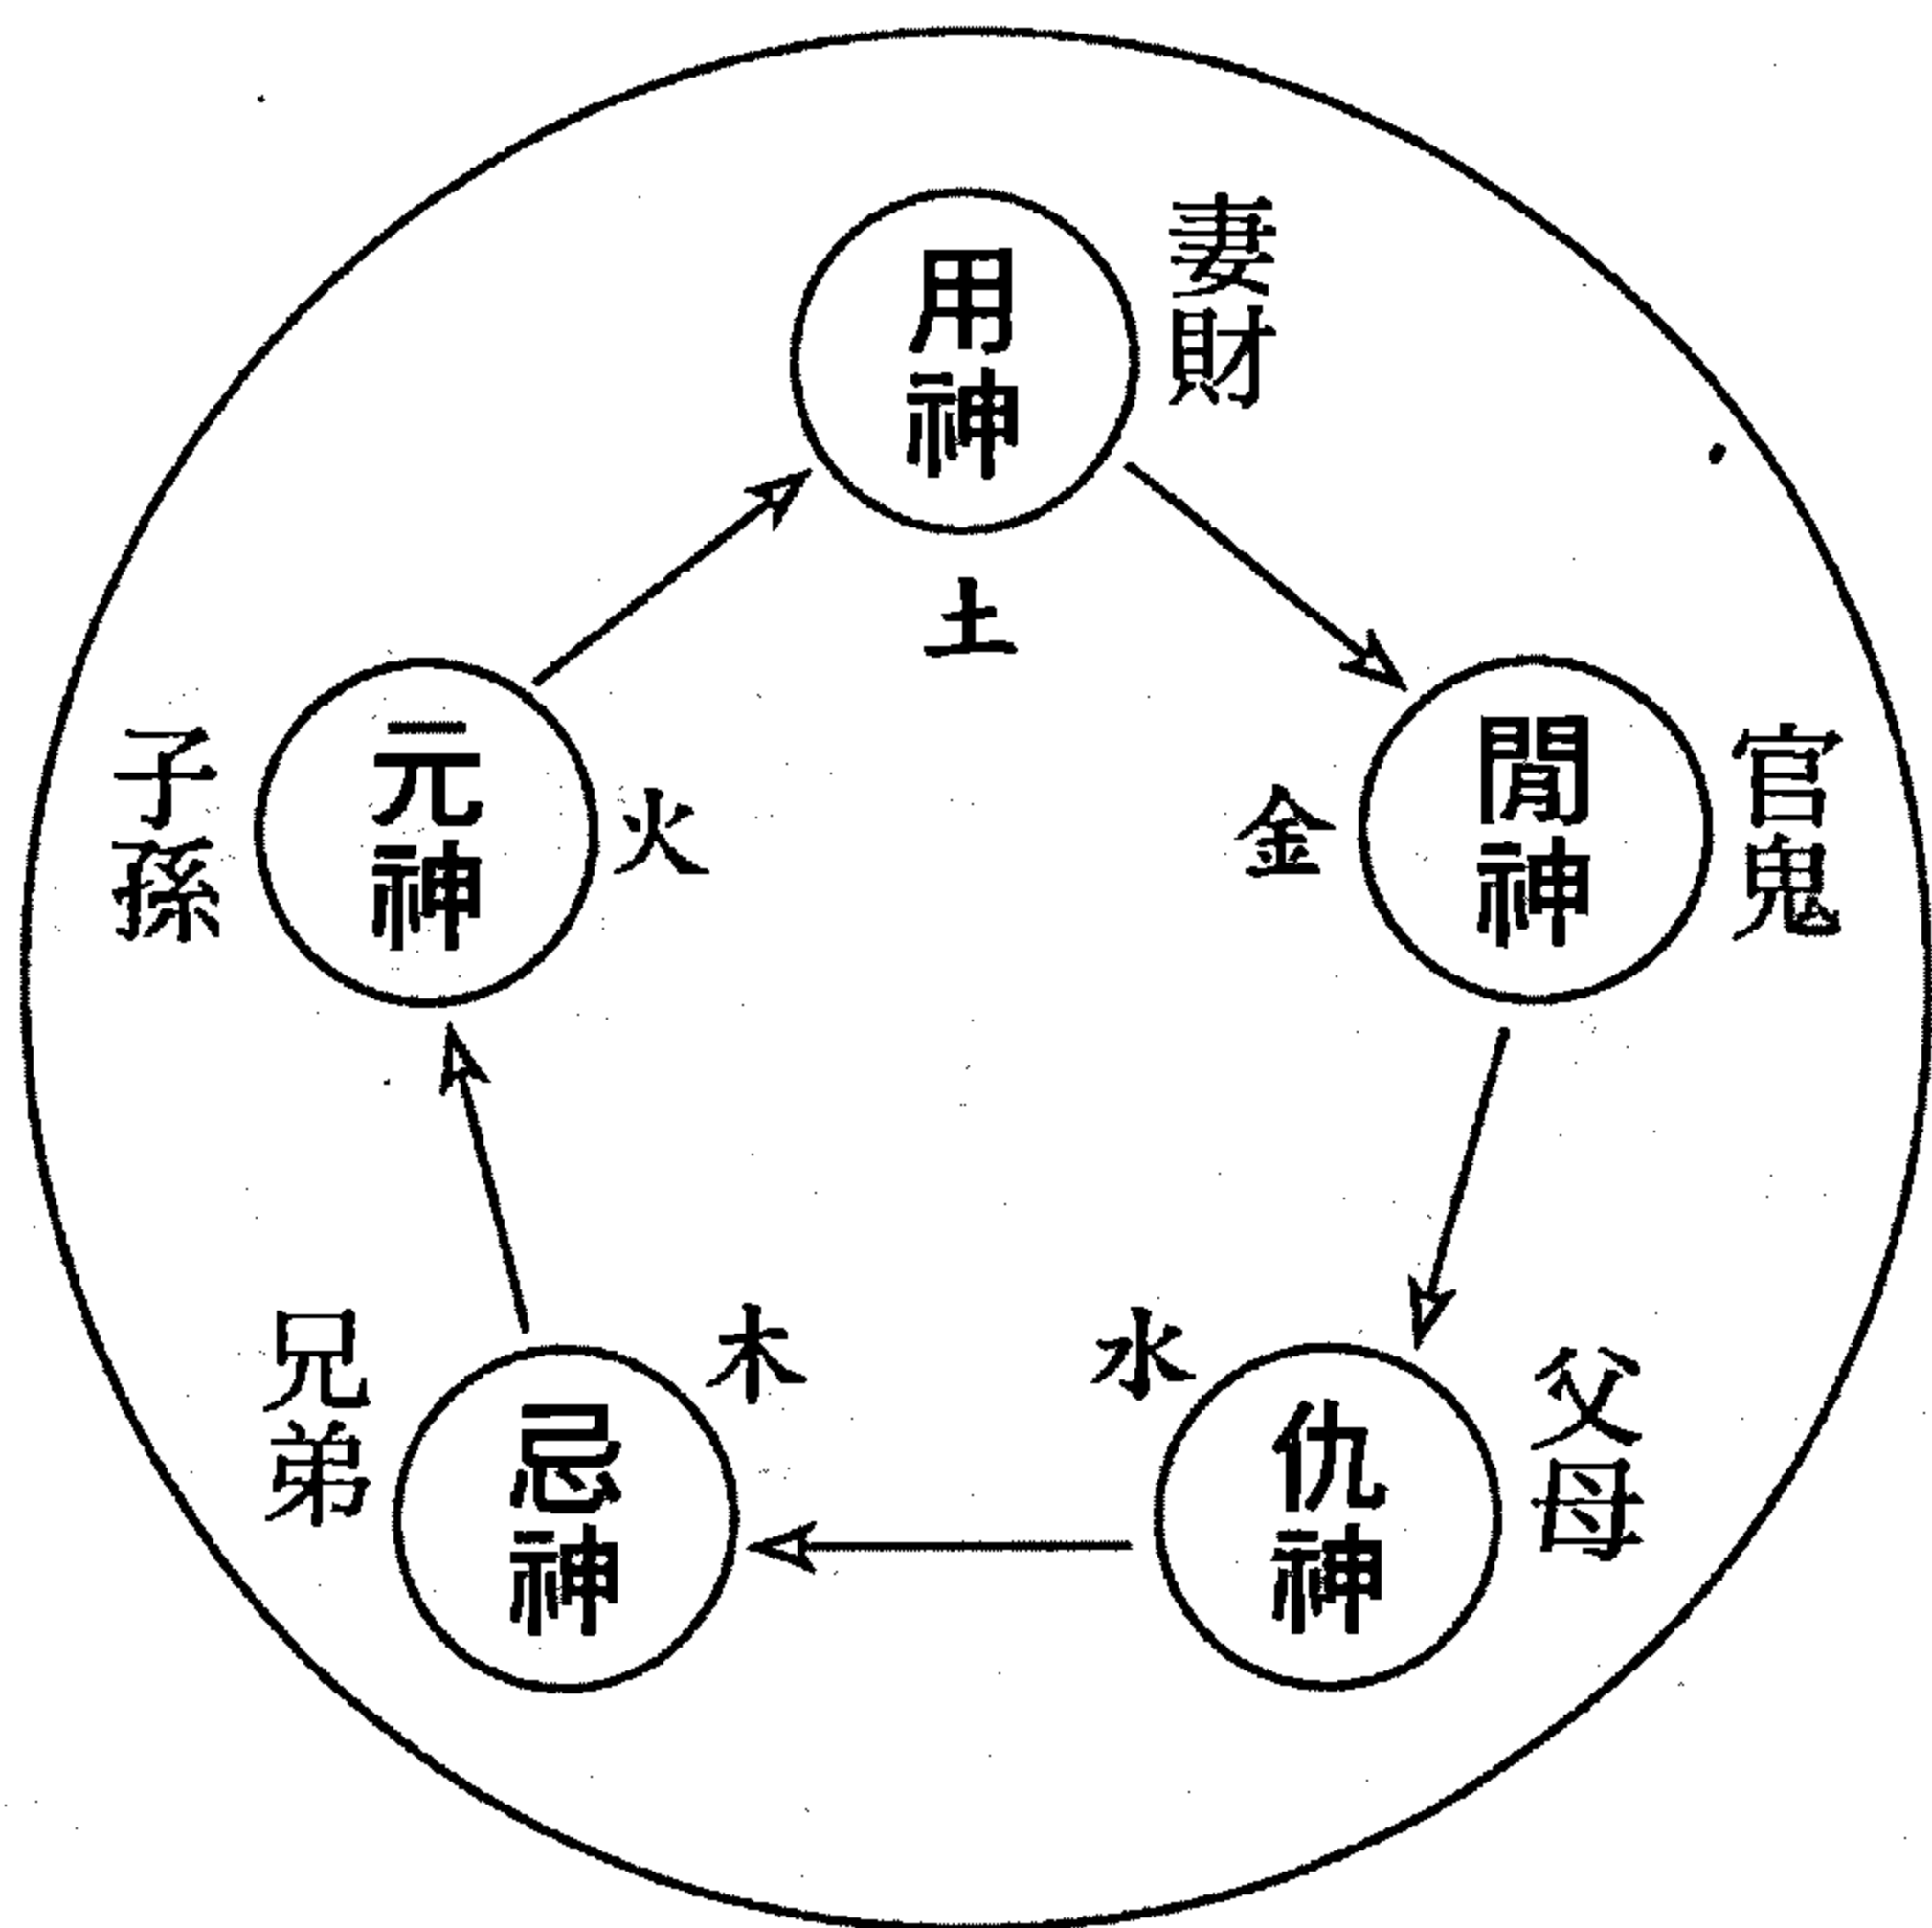 用神
妻財
土
元神
子孫
火
閒神
官鬼
金
忌神
兄弟
木
仇神
父母
水